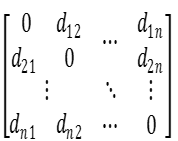 0 d12 ... d1n
d21 0 d2n
⋮ ⋱ ⋮
dn1 dn2 ⋯ 0